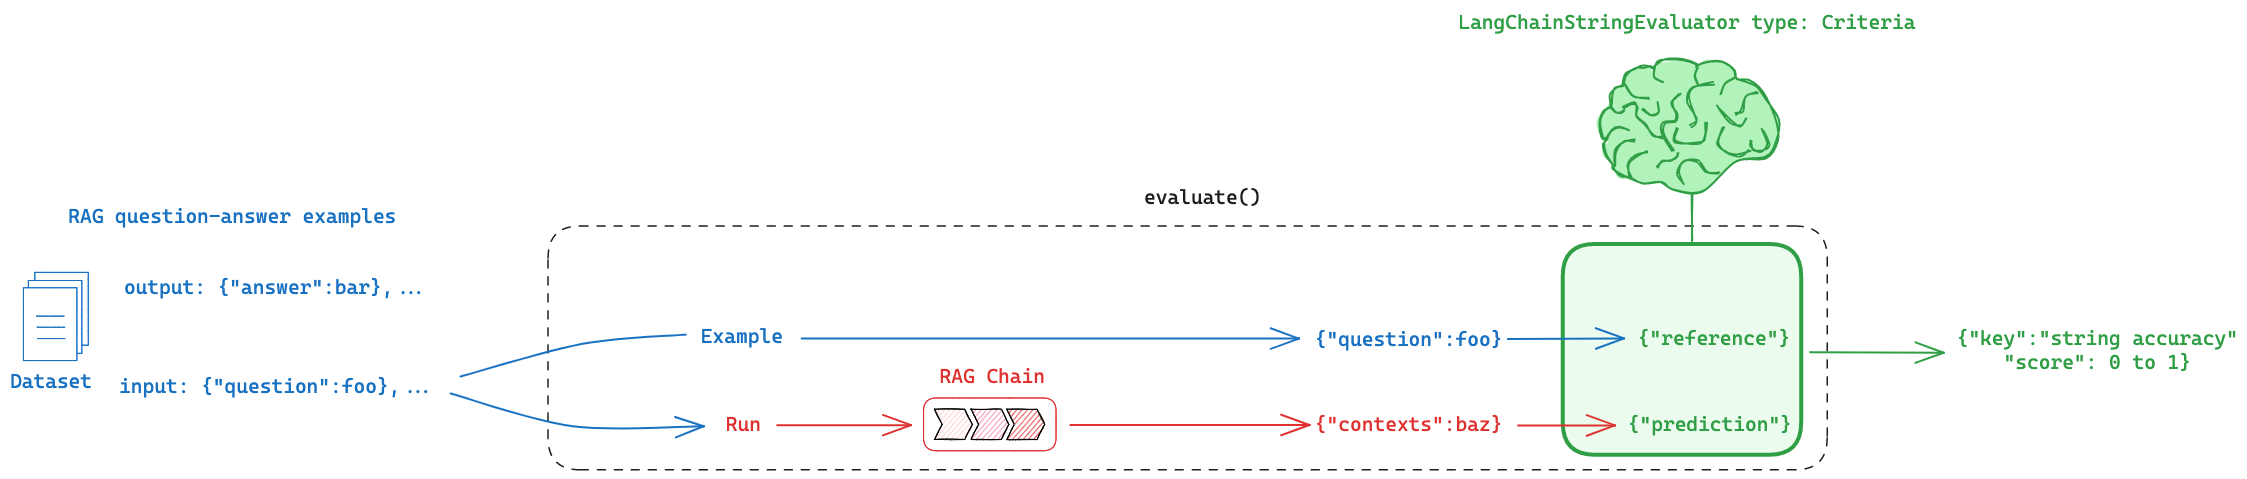 LangChainStringEvaluator type: Criteria
evaluate()
RAG question-answer examples
output: {"answer":bar},...
Dataset
input: {"question":foo},...
Example
{"question":foo}
{"reference"}
{"key":"string accuracy"
"score": 0 to 1}
RAG Chain
Run
{"contexts":baz}
{"prediction"}